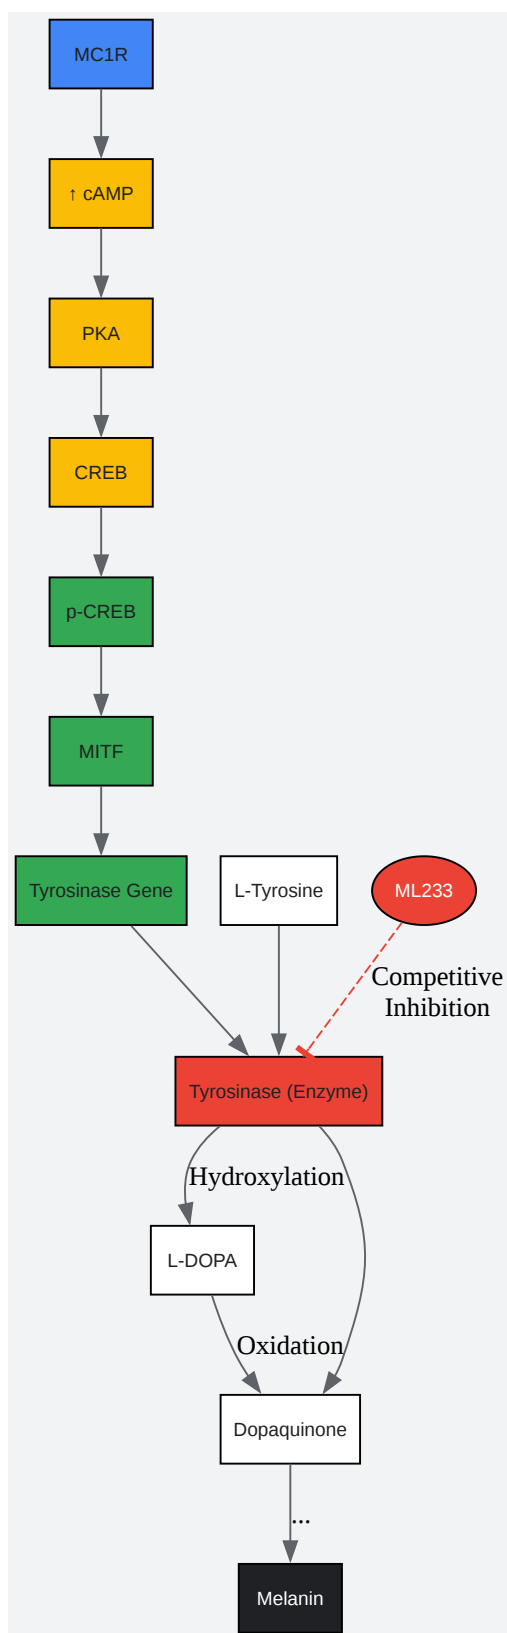 MC1R
↑ cAMP
PKA
CREB
p-CREB
MITF
Tyrosinase Gene
L-Tyrosine
ML233
Competitive
Inhibition
Tyrosinase (Enzyme)
Hydroxylation
L-DOPA
Oxidation
Dopaquinone
...
Melanin